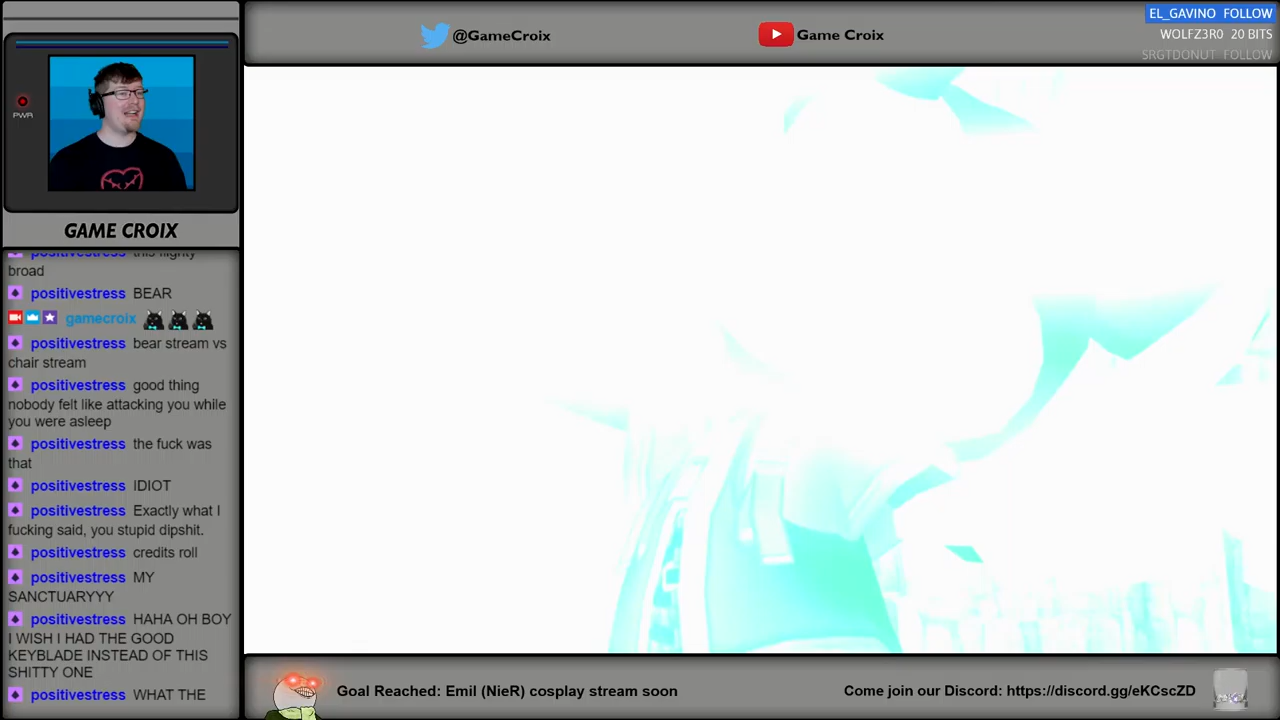 @GameCroix
Game Croix
EL_GAVINO FOLLOW
WOLFZ3R0 20 BITS
SRGTDONUT FOLLOW
PWR
GAME CROIX
positivestress this flighty
broad
positivestress BEAR
gamecroix
positivestress bear stream vs
chair stream
positivestress good thing
nobody felt like attacking you while
you were asleep
positivestress the fuck was
that
positivestress IDIOT
positivestress Exactly what I
fucking said, you stupid dipshit.
positivestress credits roll
positivestress MY
SANCTUARYYY
positivestress HAHA OH BOY
I WISH I HAD THE GOOD
KEYBLADE INSTEAD OF THIS
SHITTY ONE
positivestress WHAT THE
Goal Reached: Emil (NieR) cosplay stream soon
Come join our Discord: https://discord.gg/eKCscZD